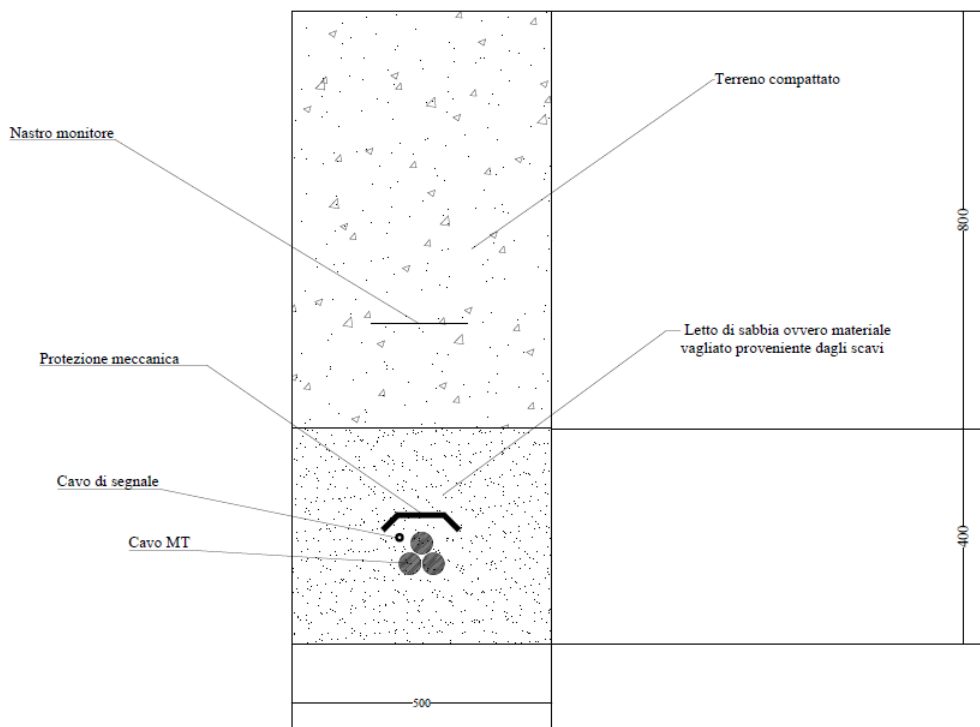 Terreno compattato
Nastro monitore
800
Letto di sabbia ovvero materiale
vagliato proveniente dagli scavi
Protezione meccanica
Cavo di segnale
Cavo MT
400
500